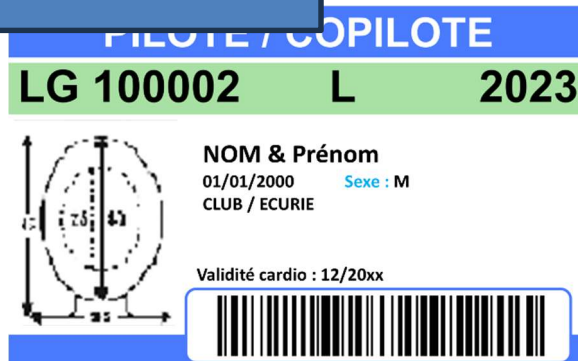 PILOTE / COPILOTE
LG 100002 L 2023
NOM & Prénom
01/01/2000 Sexe : M
CLUB / ECURIE
Validité cardio : 12/20xx